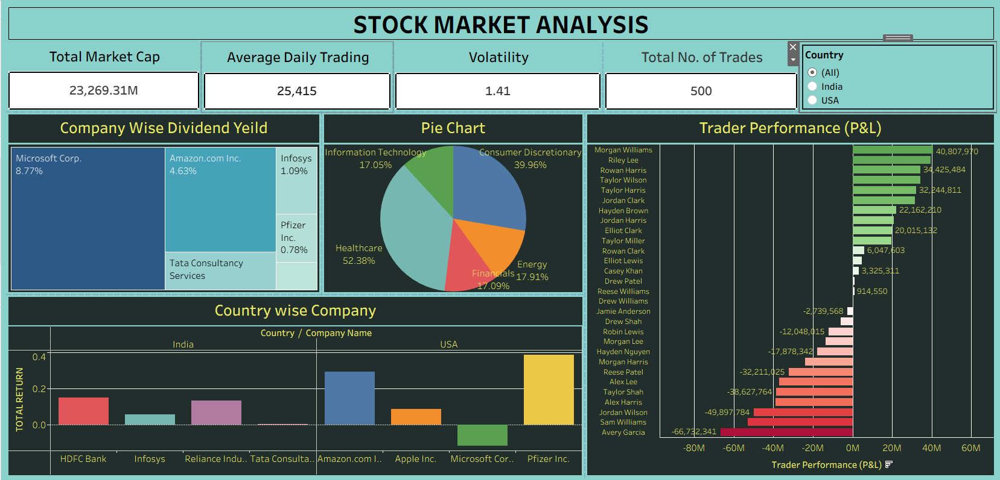 STOCK MARKET ANALYSIS
Total Market Cap
23,269.31M
Average Daily Trading
25,415
Volatility
1.41
Total No. of Trades
500
Country
(All)
India
USA
Company Wise Dividend Yeild
Microsoft Corp.
8.77%
Amazon.com Inc.
4.63%
Infosys
1.09%
Pfizer
Inc.
0.78%
Tata Consultancy
Services
Pie Chart
Information Technology
17.05%
Consumer Discretionary
39.96%
Healthcare
52.38%
Energy
17.91%
Financials
17.09%
Country wise Company
Country / Company Name
India
USA
TOTAL RETURN
0.4
0.2
0.0
HDFC Bank
Infosys
Reliance Indu..
Tata Consulta..
Amazon.com I..
Apple Inc.
Microsoft Cor..
Pfizer Inc.
Trader Performance (P&L)
Morgan Williams 40,807,970
Riley Lee
Rowan Harris 34,425,484
Taylor Wilson
Taylor Harris 32,244,811
Jordan Clark
Hayden Brown 22,162,210
Jordan Harris
Elliot Clark 20,015,132
Taylor Miller
Rowan Clark 6,047,603
Elliot Lewis
Casey Khan 3,325,311
Drew Patel
Reese Williams 914,550
Drew Williams
Jamie Anderson -2,739,568
Drew Shah
Robin Lewis -12,048,015
Morgan Lee
Hayden Nguyen -17,878,342
Morgan Harris
Reese Patel -32,211,025
Alex Lee
Taylor Shah -38,627,764
Alex Harris
Jordan Wilson -49,897,784
Sam Williams
Avery Garcia -66,732,341
-80M -60M -40M -20M 0M 20M 40M 60M
Trader Performance (P&L)